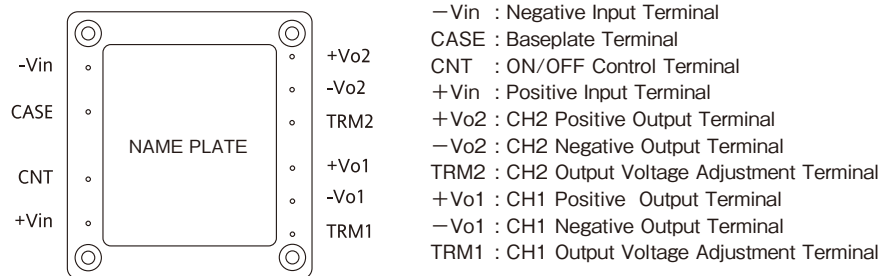 -Vin
CASE
CNT
+Vin
NAME PLATE
+Vo2
-Vo2
TRM2
+Vo1
-Vo1
TRM1
－Vin : Negative Input Terminal
CASE : Baseplate Terminal
CNT : ON/OFF Control Terminal
＋Vin : Positive Input Terminal
＋Vo2 : CH2 Positive Output Terminal
－Vo2 : CH2 Negative Output Terminal
TRM2 : CH2 Output Voltage Adjustment Terminal
＋Vo1 : CH1 Positive Output Terminal
－Vo1 : CH1 Negative Output Terminal
TRM1 : CH1 Output Voltage Adjustment Terminal